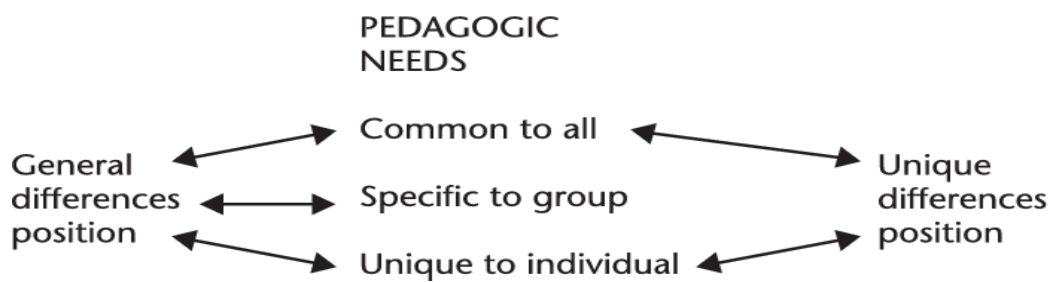 PEDAGOGIC
NEEDS
Common to all
General
differences
position
Specific to group
Unique to individual
Unique
differences
position